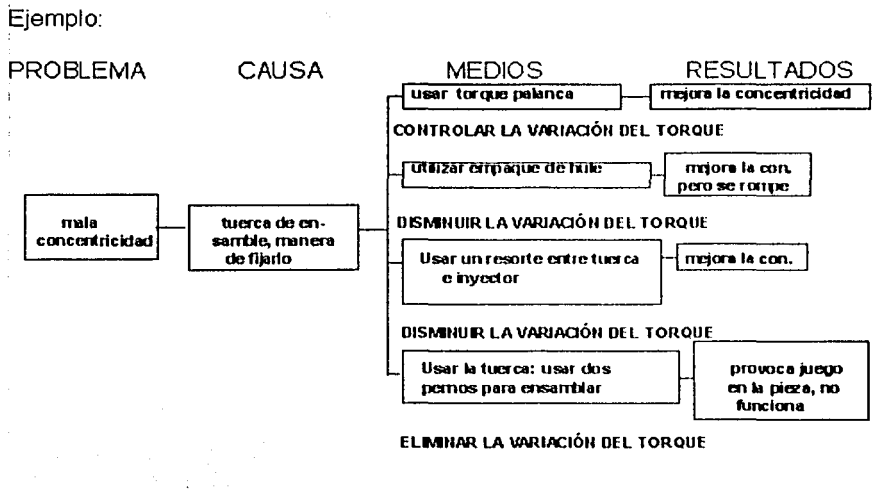 Ejemplo:
PROBLEMA CAUSA MEDIOS RESULTADOS
usar torque palanca
mejora la concentricidad
CONTROLAR LA VARIACIÓN DEL TORQUE
utilizar empaque de hule
mejora la con.
pero se rompe
mala
concentricidad
tuerca de en-
samble, manera
de fijarlo
DISMINUIR LA VARIACIÓN DEL TORQUE
Usar un resorte entre tuerca
e inyector
mejora la con.
DISMINUIR LA VARIACIÓN DEL TORQUE
Usar la tuerca: usar dos
pernos para ensamblar
provoca juego
en la pieza, no
funciona
ELIMINAR LA VARIACIÓN DEL TORQUE